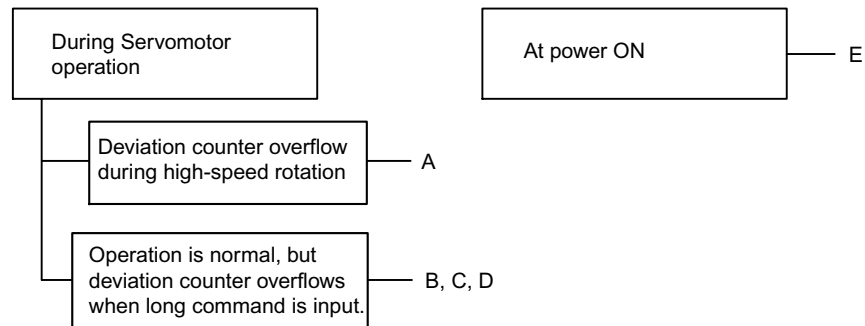 During Servomotor
operation
At power ON
E
Deviation counter overflow
during high-speed rotation
A
Operation is normal, but
deviation counter overflows
when long command is input.
B, C, D